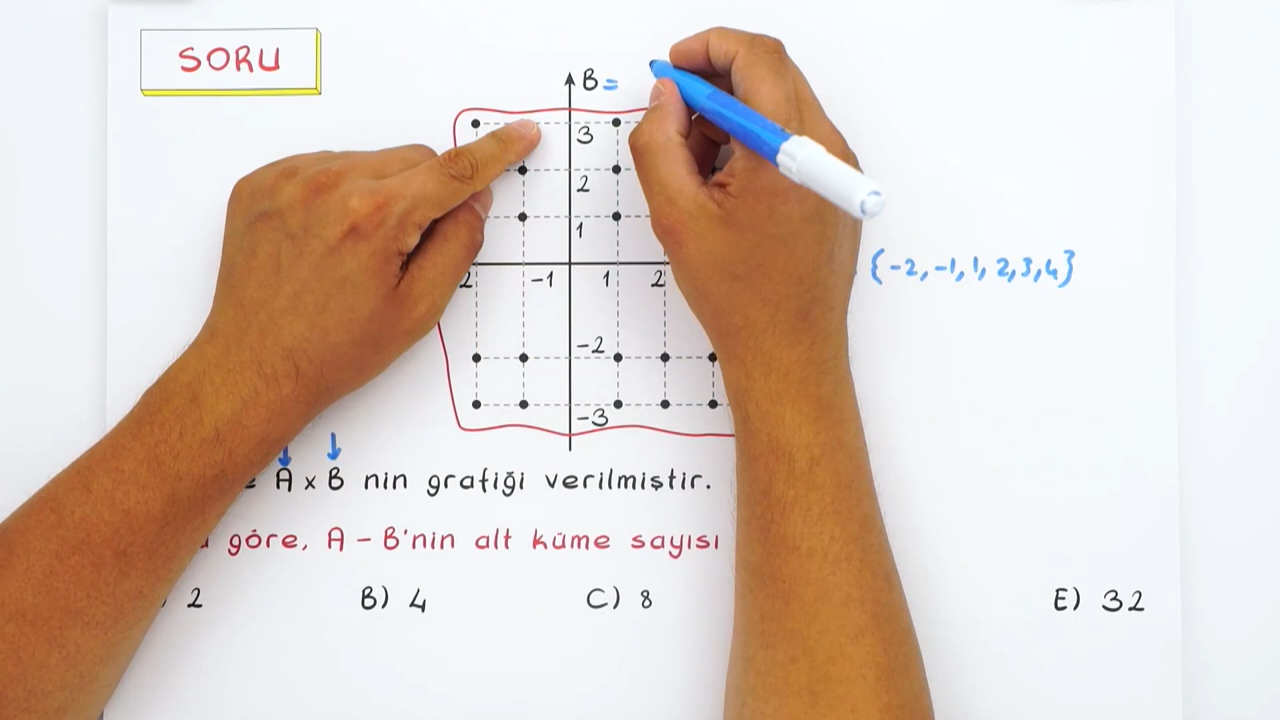 SORU
B =
3
2
1
2 -1 1 2
{-2,-1,1,2,3,4}
-2
-3
A x B nin grafiği verilmiştir.
göre, A - B'nin alt küme sayısı
) 2 B) 4 C) 8 E) 32